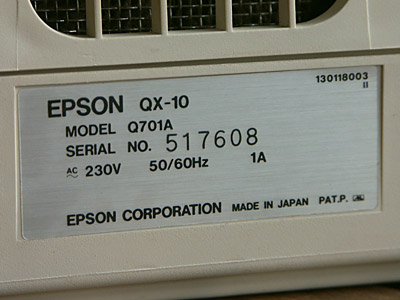 130118003
II
EPSON QX-10
MODEL Q701A
SERIAL NO. 517608
AC 230V 50/60Hz 1A
EPSON CORPORATION MADE IN JAPAN PAT.P.